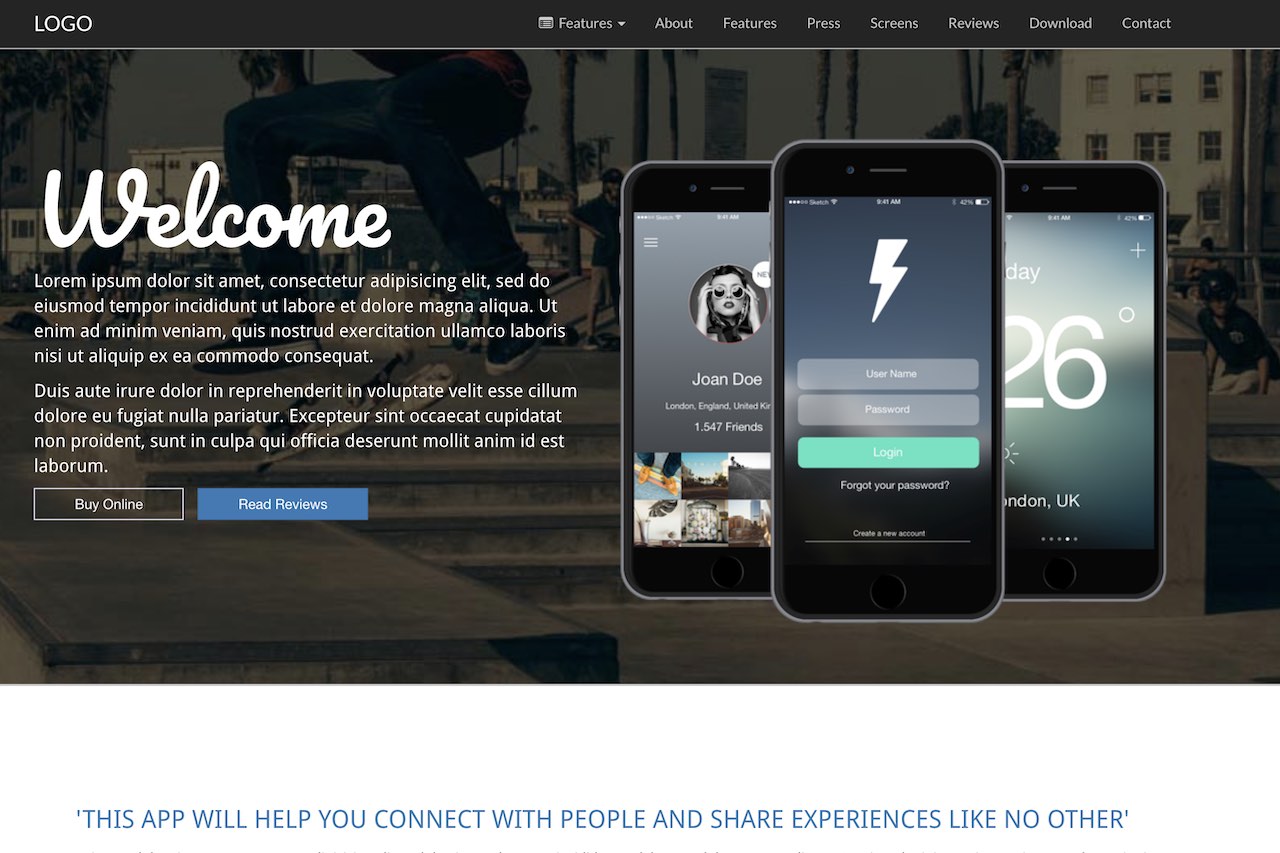 LOGO
Features
About
Features
Press
Screens
Reviews
Download
Contact
Welcome
Lorem ipsum dolor sit amet, consectetur adipisicing elit, sed do
eiusmod tempor incididunt ut labore et dolore magna aliqua. Ut
enim ad minim veniam, quis nostrud exercitation ullamco laboris
nisi ut aliquip ex ea commodo consequat.
Duis aute irure dolor in reprehenderit in voluptate velit esse cillum
dolore eu fugiat nulla pariatur. Excepteur sint occaecat cupidatat
non proident, sunt in culpa qui officia deserunt mollit anim id est
laborum.
Buy Online
Read Reviews
Sketch
9:41 AM
NEW
Joan Doe
London, England, United Kin
1.547 Friends
Sketch
9:41 AM
42%
User Name
Password
Login
Forgot your password?
Create a new account
9:41 AM
42%
day
26
ondon, UK
'THIS APP WILL HELP YOU CONNECT WITH PEOPLE AND SHARE EXPERIENCES LIKE NO OTHER'